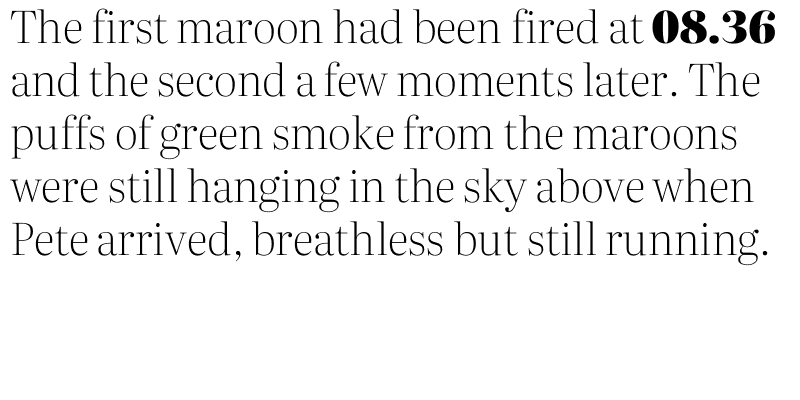 The first maroon had been fired at 08.36
and the second a few moments later. The
puffs of green smoke from the maroons
were still hanging in the sky above when
Pete arrived, breathless but still running.